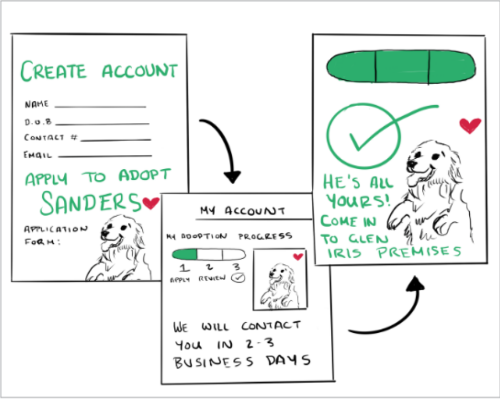 CREATE ACCOUNT
NAME
D.O.B
CONTACT #
EMAIL
APPLY TO ADOPT
SANDERS
APPLICATION
FORM:
MY ACCOUNT
MY ADOPTION PROGRESS
1 2 3
APPLY REVIEW
WE WILL CONTACT
YOU IN 2-3
BUSINESS DAYS
HE'S ALL
YOURS!
COME IN
TO GLEN
IRIS PREMISES